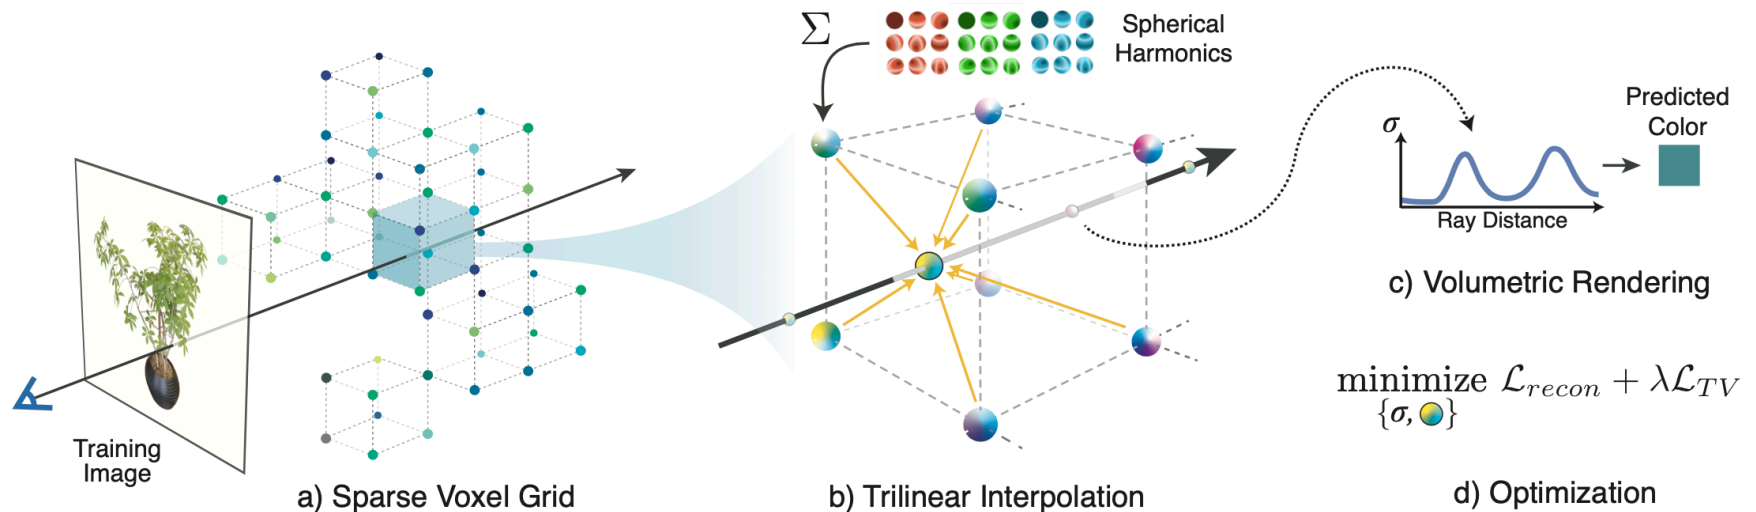 Training
Image
a) Sparse Voxel Grid
Σ
Spherical
Harmonics
b) Trilinear Interpolation
σ
Ray Distance
Predicted
Color
c) Volumetric Rendering
minimize ℒ_recon + λℒ_TV
{σ, }
d) Optimization